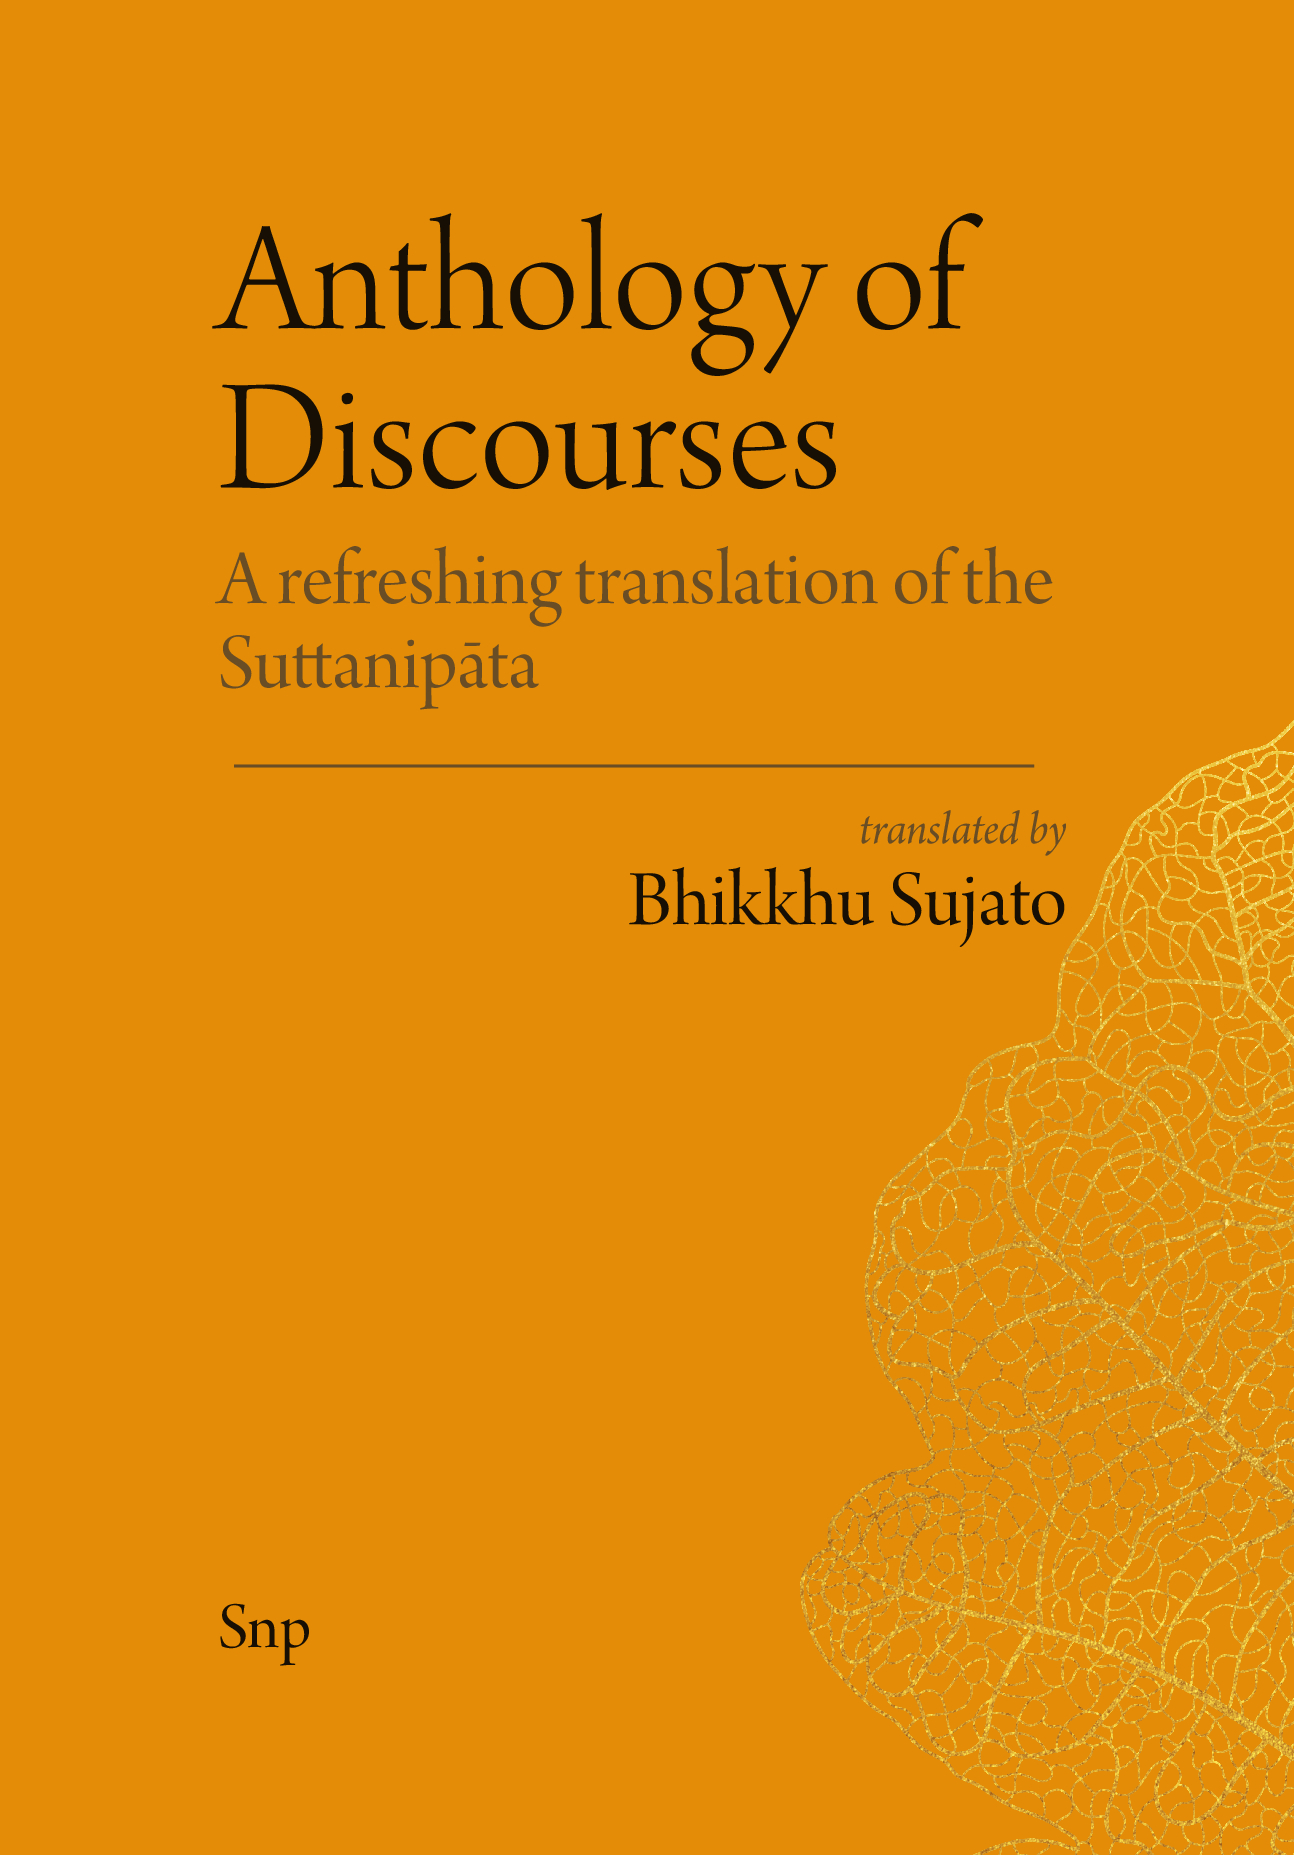 Anthology of
Discourses
A refreshing translation of the
Suttanipāta
translated by
Bhikkhu Sujato
Snp